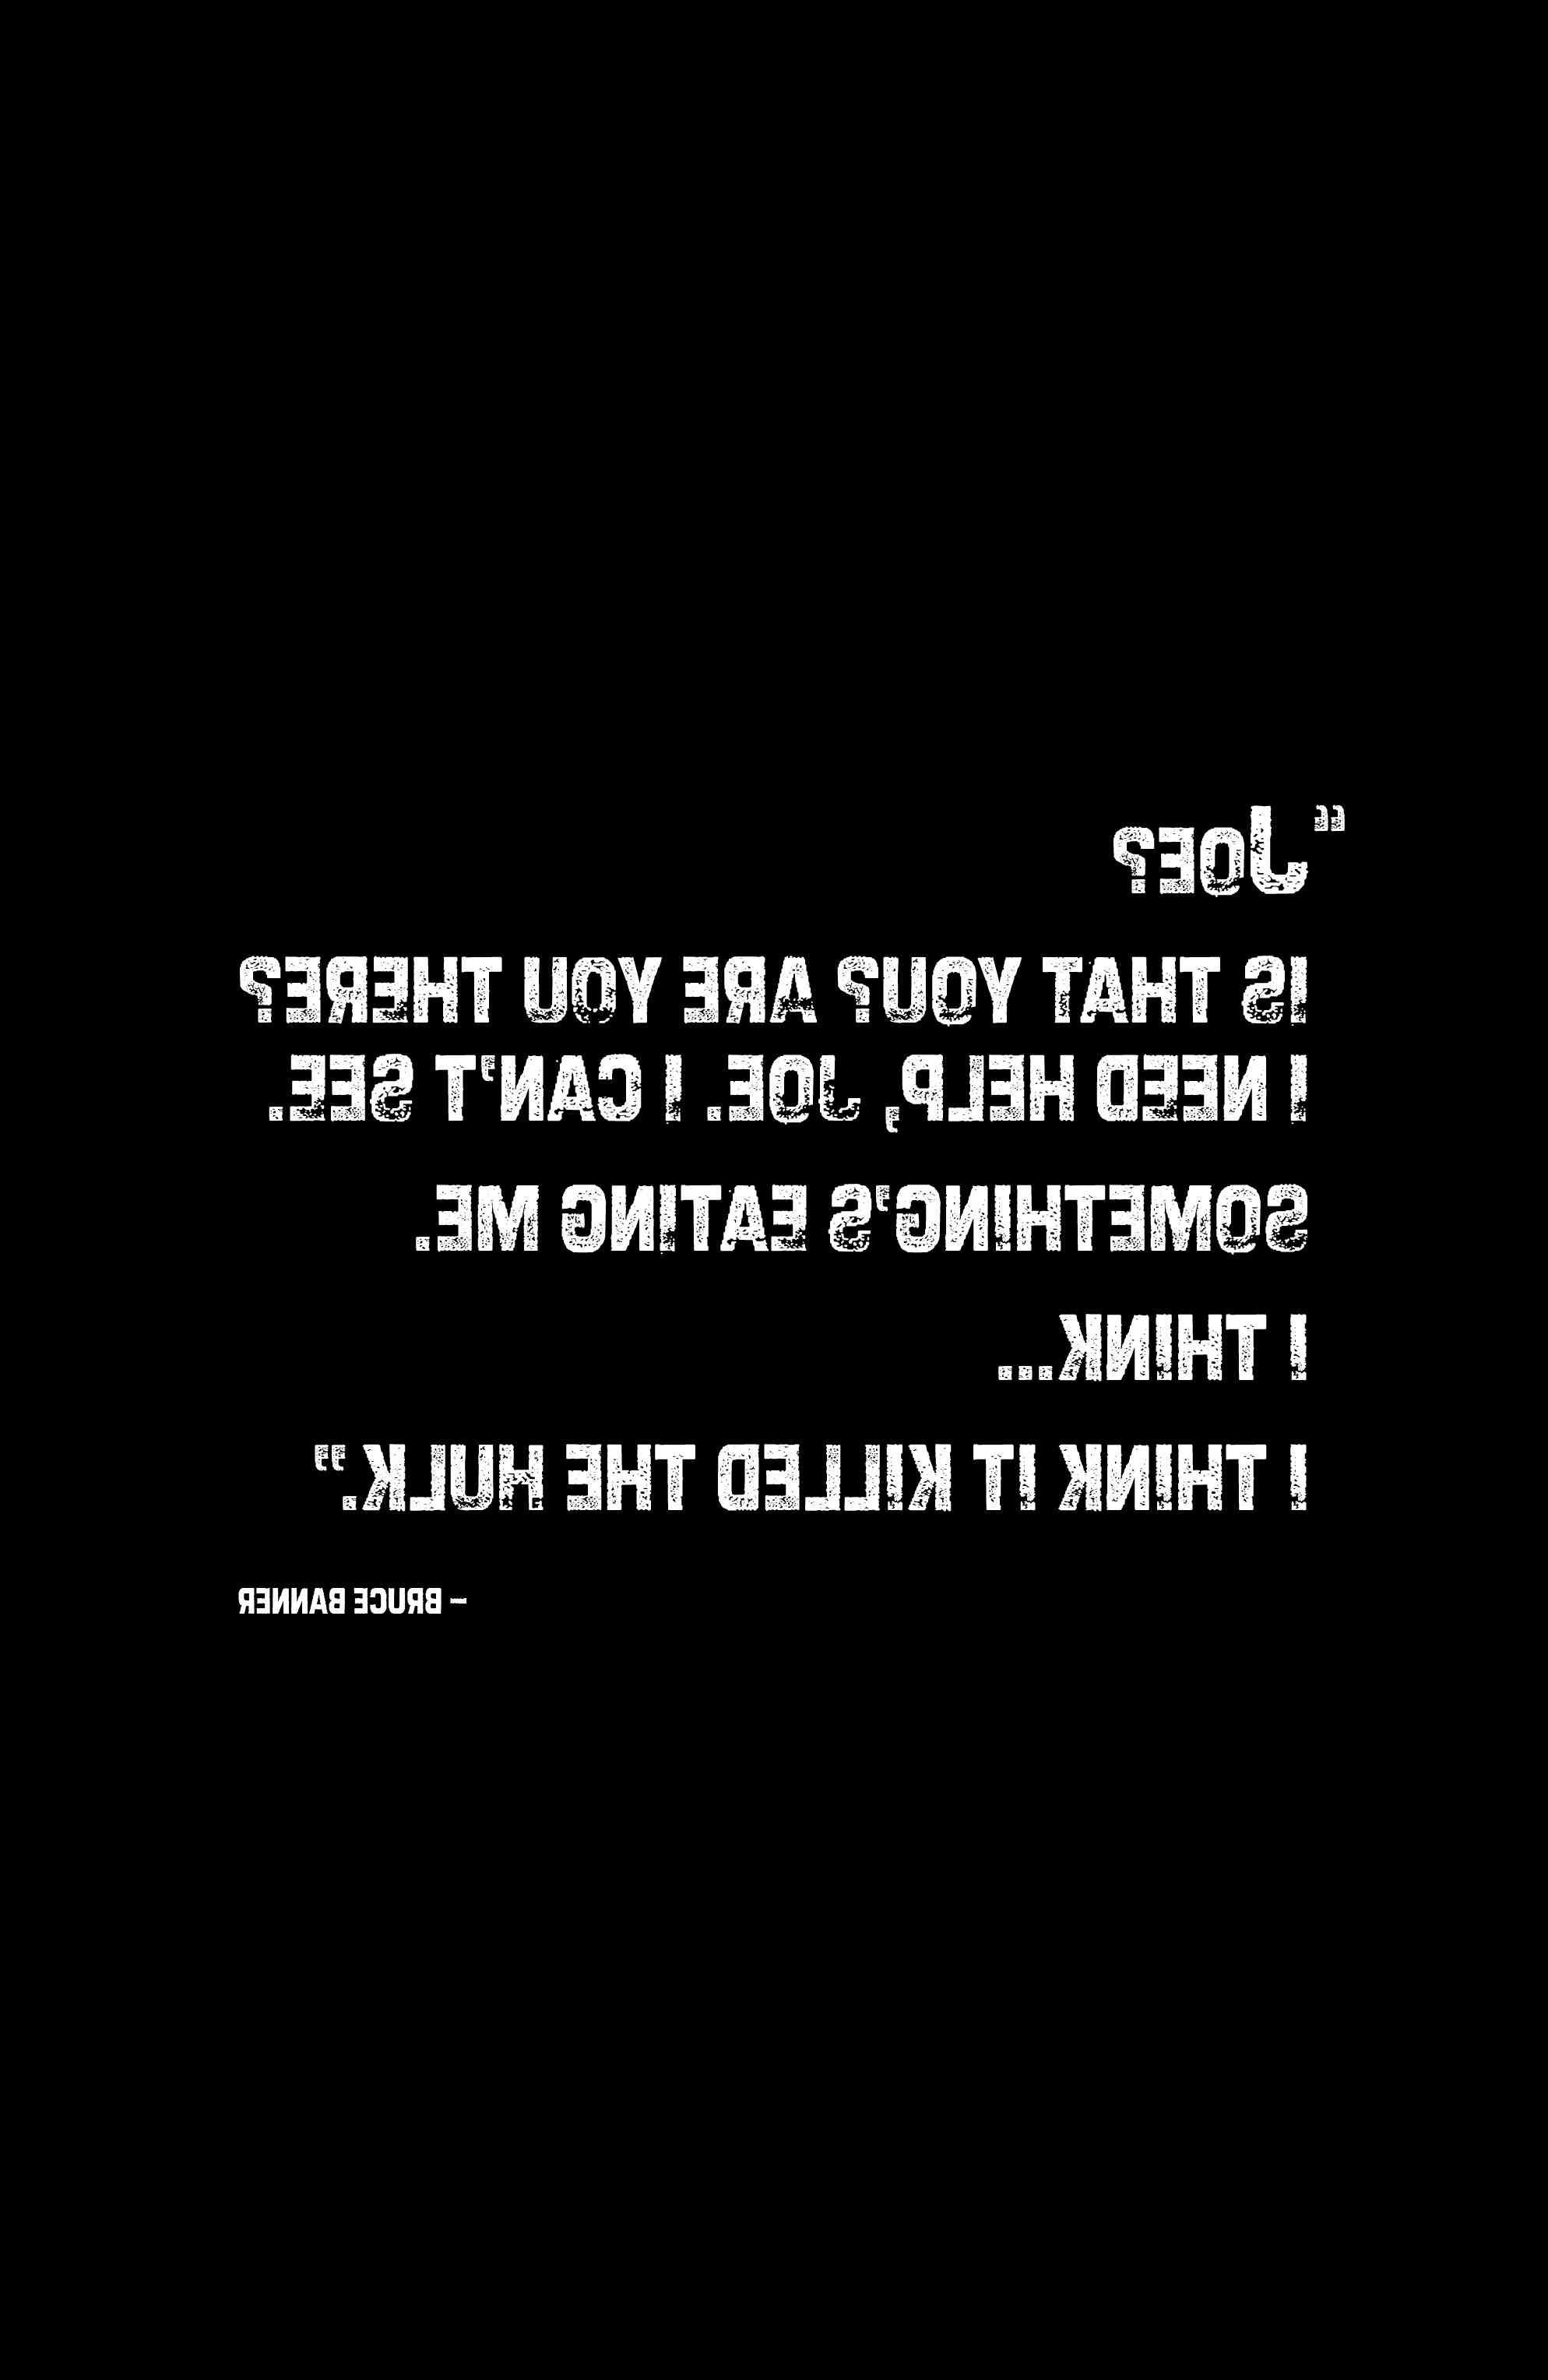 “JOE?
IS THAT YOU? ARE YOU THERE?
I NEED HELP, JOE. I CAN’T SEE.
SOMETHING’S EATING ME.
I THINK...
I THINK IT KILLED THE HULK.”
– BRUCE BANNER